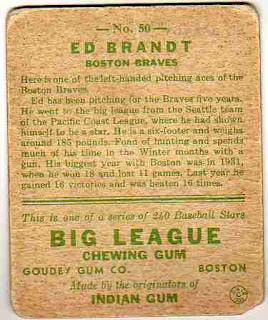 — No. 50 —
ED BRANDT
BOSTON BRAVES
Here is one of the left-handed pitching aces of the
Boston Braves.
Ed has been pitching for the Braves five years.
He went to the big league from the Seattle team
of the Pacific Coast League, where he had shown
himself to be a star. He is a six-footer and weighs
around 185 pounds. Fond of hunting and spends
much of his time in the Winter months with a
gun. His biggest year with Boston was in 1931,
when he won 18 and lost 11 games. Last year he
gained 16 victories and was beaten 16 times.
This is one of a series of 240 Baseball Stars
BIG LEAGUE
CHEWING GUM
GOUDEY GUM CO. BOSTON
Made by the originators of
INDIAN GUM